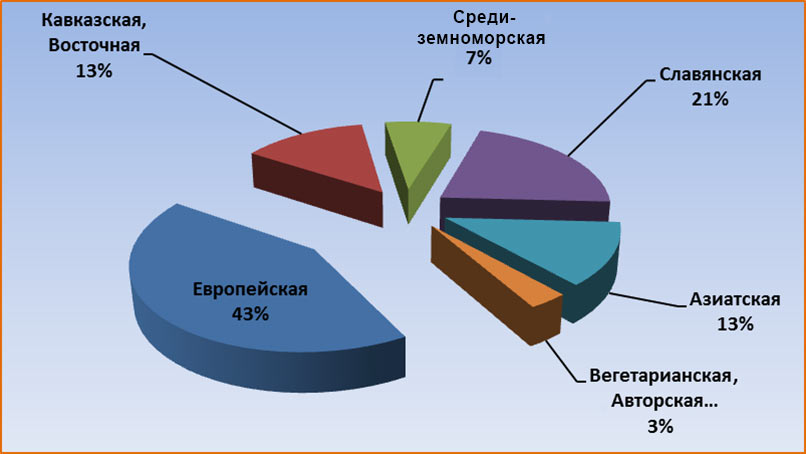 Кавказская,
Восточная
13%
Среди-
земноморская
7%
Славянская
21%
Азиатская
13%
Вегетарианская,
Авторская...
3%
Европейская
43%